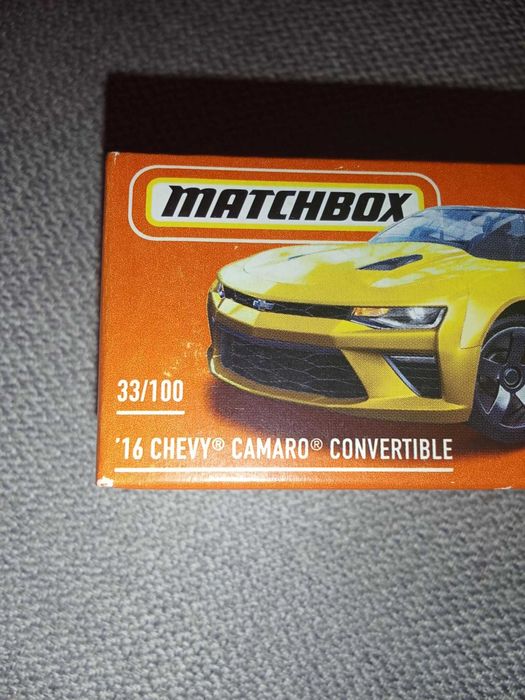 MATCHBOX
33/100
'16 CHEVY® CAMARO® CONVERTIBLE